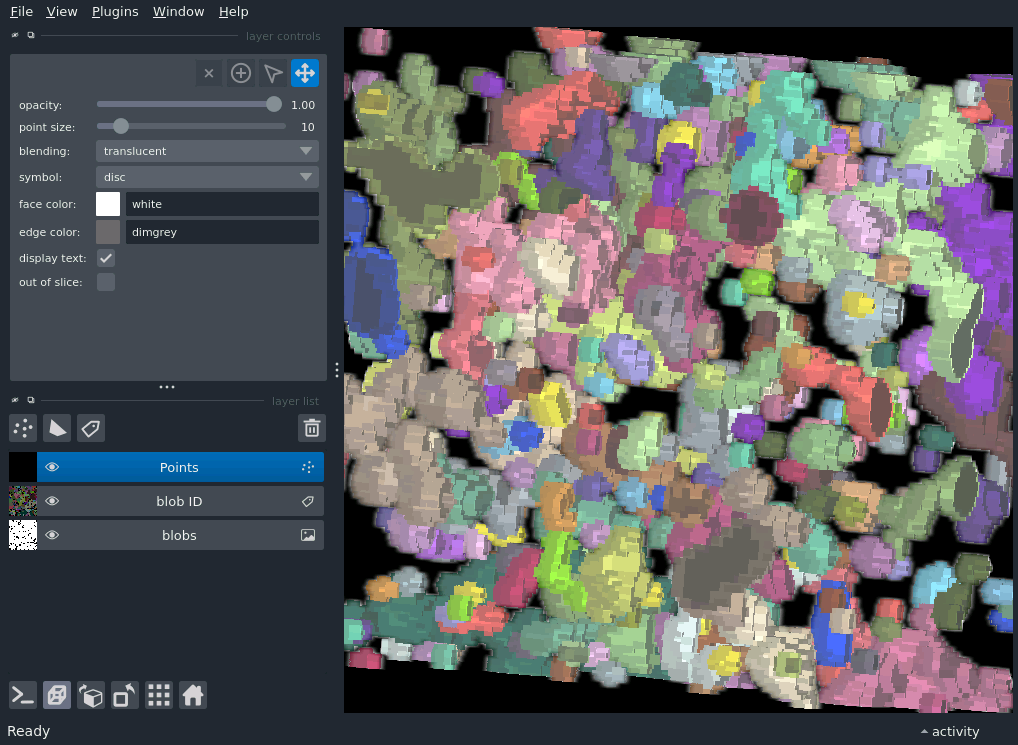 File View Plugins Window Help
layer controls
opacity: 1.00
point size: 10
blending: translucent
symbol: disc
face color: white
edge color: dimgrey
display text:
out of slice:
layer list
Points
blob ID
blobs
Ready
activity